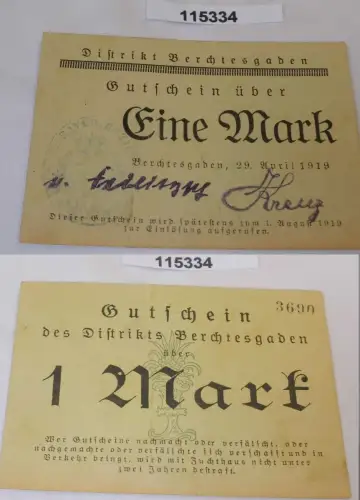 115334
Distrikt Berchtesgaden
Gutschein über
Eine Mark
Berchtesgaden, 29. April 1919
Krenz
Dieser Gutschein wird spätestens zum 1. August 1919
zur Einlösung aufgerufen.
115334
Gutschein
3690
des Distrikts Berchtesgaden
über
1 Mark
Wer Gutscheine nachmacht oder verfälscht, oder
nachgemachte oder verfälschte sich verschafft und in
Verkehr bringt, wird mit Zuchthaus nicht unter
zwei Jahren bestraft.